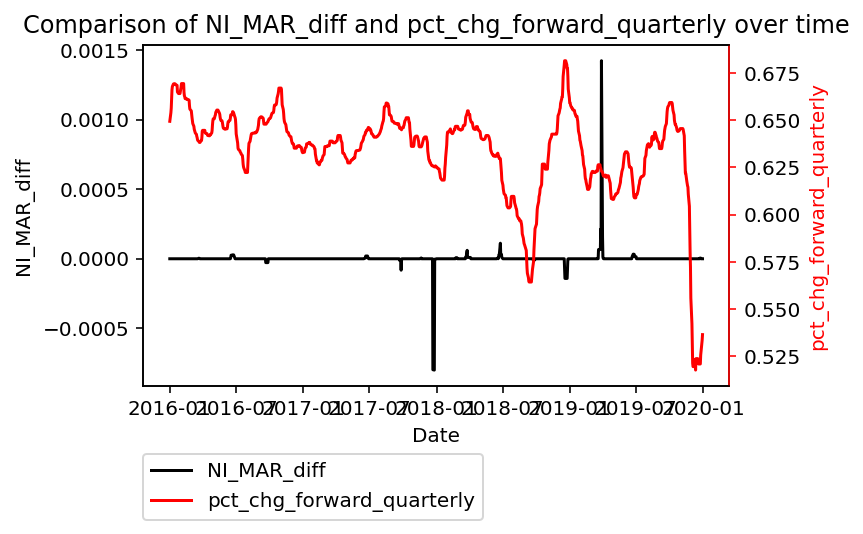 Comparison of NI_MAR_diff and pct_chg_forward_quarterly over time
0.0015
0.0010
0.0005
0.0000
−0.0005
NI_MAR_diff
0.675
0.650
0.625
0.600
0.575
0.550
0.525
pct_chg_forward_quarterly
2016-01 2016-07 2017-01 2017-07 2018-01 2018-07 2019-01 2019-07 2020-01
Date
NI_MAR_diff
pct_chg_forward_quarterly